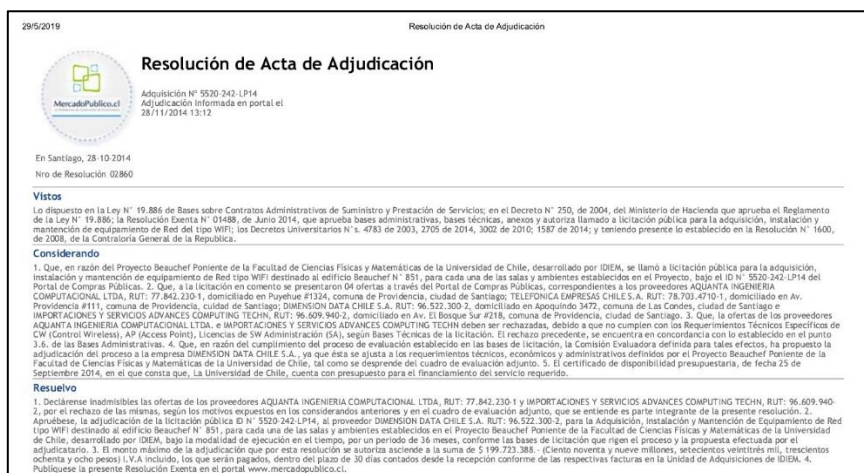 29/5/2019 Resolución de Acta de Adjudicación
MercadoPublico.cl
Resolución de Acta de Adjudicación
Adquisición N° 5520-242-LP14
Adjudicación Informada en portal el
28/11/2014 13:12
En Santiago, 28-10-2014
Nro de Resolución 02860
Vistos
Lo dispuesto en la Ley N° 19.886 de Bases sobre Contratos Administrativos de Suministro y Prestación de Servicios; en el Decreto N° 250, de 2004, del Ministerio de Hacienda que aprueba el Reglamento
de la Ley N° 19.886; la Resolución Exenta N° 01488, de Junio 2014, que aprueba bases administrativas, bases técnicas, anexos y autoriza llamado a licitación pública para la adquisición, instalación y
mantención de equipamiento de Red del tipo WIFI; los Decretos Universitarios N°s. 4783 de 2003, 2705 de 2014, 3002 de 2010; 1587 de 2014; y teniendo presente lo establecido en la Resolución N° 1600,
de 2008, de la Contraloría General de la Republica.
Considerando
1. Que, en razón del Proyecto Beauchef Poniente de la Facultad de Ciencias Físicas y Matemáticas de la Universidad de Chile, desarrollado por IDIEM, se llamó a licitación pública para la adquisición,
instalación y mantención de equipamiento de Red tipo WIFI destinado al edificio Beauchef N° 851, para cada una de las salas y ambientes establecidos en el Proyecto, bajo el ID N° 5520-242-LP14 del
Portal de Compras Públicas. 2. Que, a la licitación en comento se presentaron 04 ofertas a través del Portal de Compras Públicas, correspondientes a los proveedores AQUANTA INGENIERIA
COMPUTACIONAL LTDA, RUT: 77.842.230-1, domiciliado en Puyehue #1324, comuna de Providencia, ciudad de Santiago; TELEFONICA EMPRESAS CHILE S.A. RUT: 78.703.4710-1, domiciliado en Av.
Providencia #111, comuna de Providencia, cuidad de Santiago; DIMENSION DATA CHILE S.A. RUT: 96.522.300-2, domiciliado en Apoquindo 3472, comuna de Las Condes, ciudad de Santiago e
IMPORTACIONES Y SERVICIOS ADVANCES COMPUTING TECHN, RUT: 96.609.940-2, domiciliado en Av. El Bosque Sur #218, comuna de Providencia, ciudad de Santiago. 3. Que, la ofertas de los proveedores
AQUANTA INGENIERIA COMPUTACIONAL LTDA. e IMPORTACIONES Y SERVICIOS ADVANCES COMPUTING TECHN deben ser rechazadas, debido a que no cumplen con los Requerimientos Técnicos Específicos de
CW (Control Wireless), AP (Access Point), Licencias de SW Administración (SA), según Bases Técnicas de la licitación. El rechazo precedente, se encuentra en concordancia con lo establecido en el punto
3.6. de las Bases Administrativas. 4. Que, en razón del cumplimiento del proceso de evaluación establecido en las bases de licitación, la Comisión Evaluadora definida para tales efectos, ha propuesto la
adjudicación del proceso a la empresa DIMENSION DATA CHILE S.A., ya que ésta se ajusta a los requerimientos técnicos, económicos y administrativos definidos por el Proyecto Beauchef Poniente de la
Facultad de Ciencias Físicas y Matemáticas de la Universidad de Chile, tal como se desprende del cuadro de evaluación adjunto. 5. El certificado de disponibilidad presupuestaria, de fecha 25 de
Septiembre 2014, en el que consta que, La Universidad de Chile, cuenta con presupuesto para el financiamiento del servicio requerido.
Resuelvo
1. Declárense inadmisibles las ofertas de los proveedores AQUANTA INGENIERIA COMPUTACIONAL LTDA, RUT: 77.842.230-1 y IMPORTACIONES Y SERVICIOS ADVANCES COMPUTING TECHN, RUT: 96.609.940-
2, por el rechazo de las mismas, según los motivos expuestos en los considerandos anteriores y en el cuadro de evaluación adjunto, que se entiende es parte integrante de la presente resolución. 2.
Apruébese, la adjudicación de la licitación pública ID N° 5520-242-LP14, al proveedor DIMENSION DATA CHILE S.A. RUT: 96.522.300-2, para la Adquisición, Instalación y Mantención de Equipamiento de Red
tipo WIFI destinado al edificio Beauchef N° 851, para cada una de las salas y ambientes establecidos en el Proyecto Beauchef Poniente de la Facultad de Ciencias Físicas y Matemáticas de la Universidad
de Chile, desarrollado por IDIEM, bajo la modalidad de ejecución en el tiempo, por un periodo de 36 meses, conforme las bases de licitación que rigen el proceso y la propuesta efectuada por el
adjudicatario. 3. El monto máximo de la adjudicación que por esta resolución se autoriza asciende a la suma de $ 199.723.388.- (Ciento noventa y nueve millones, setecientos veintitrés mil, trescientos
ochenta y ocho pesos) I.V.A incluido, los que serán pagados, dentro del plazo de 30 días contados desde la recepción conforme de las respectivas facturas en la Unidad de Adquisiciones de IDIEM. 4.
Publíquese la presente Resolución Exenta en el portal www.mercadopublico.cl.